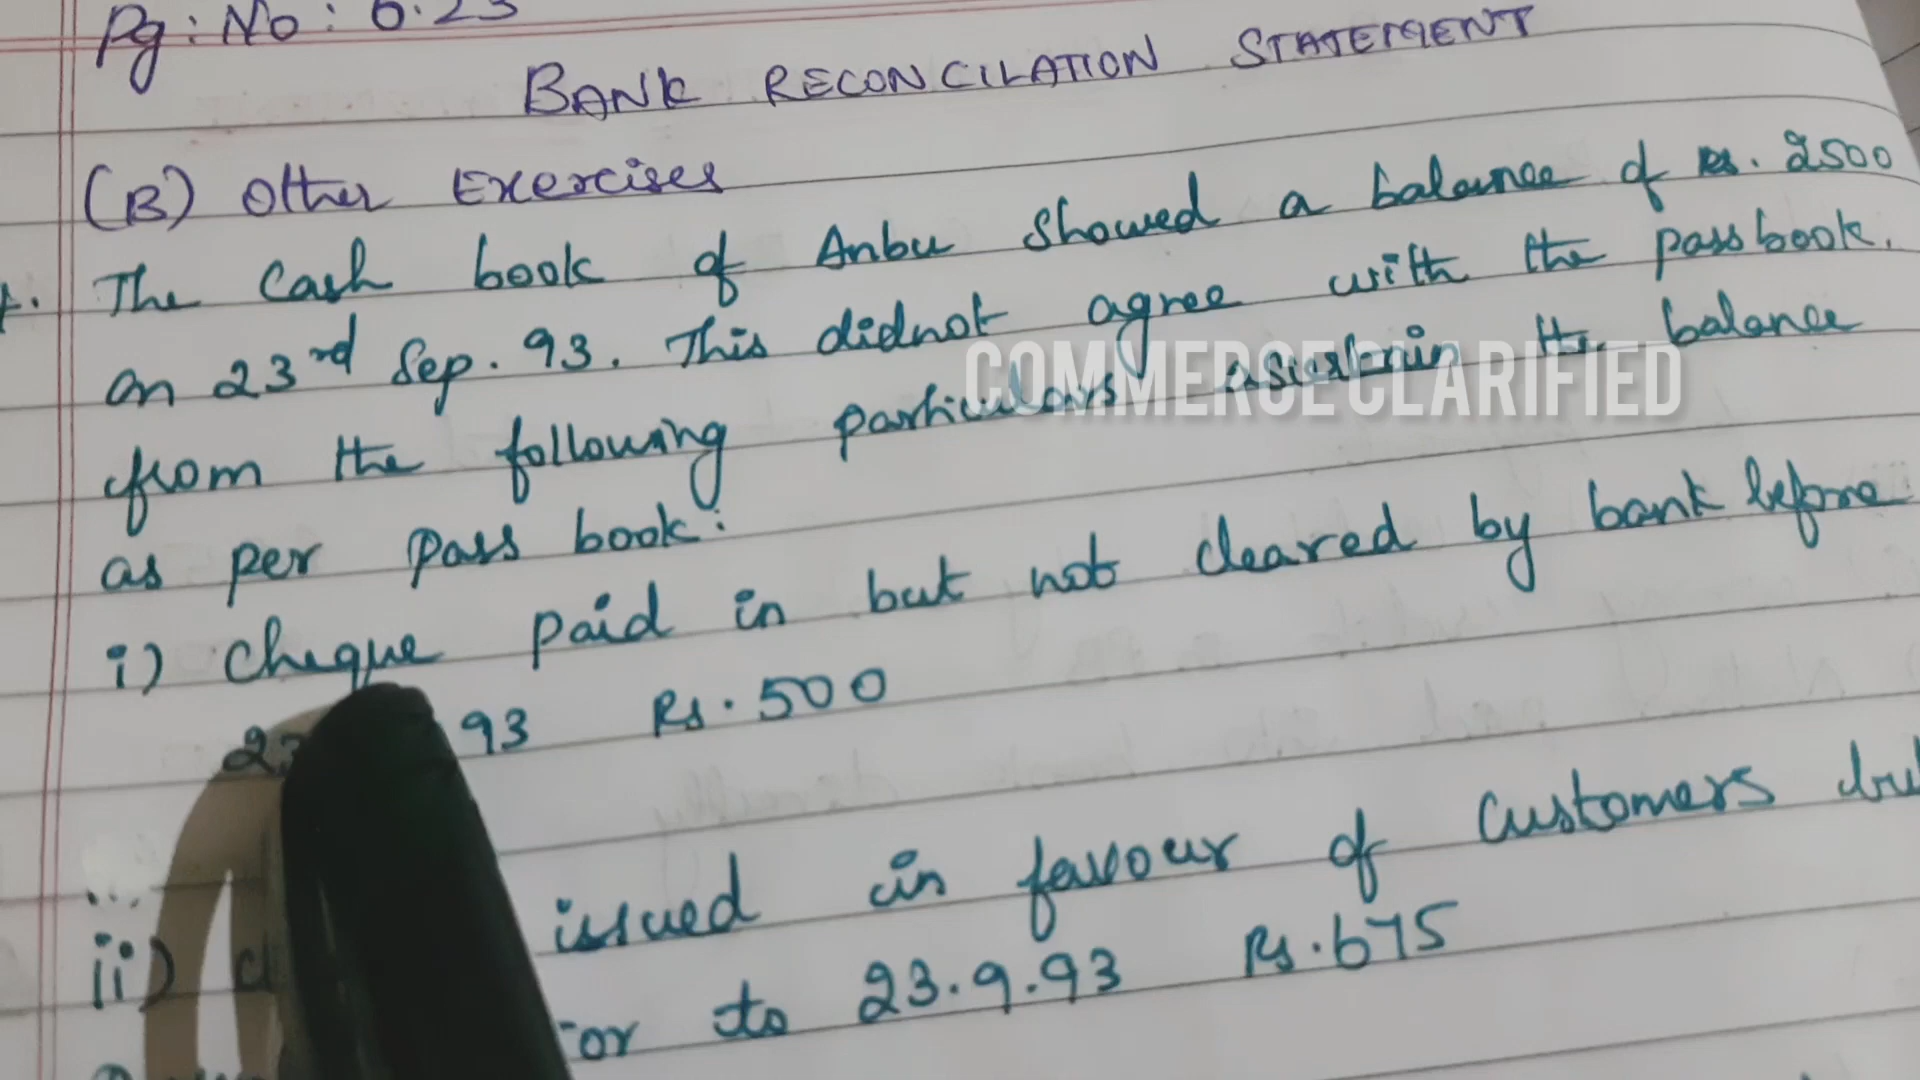 Pg: No: 6.23
BANK RECONCILATION STATEMENT
(B) Other Exercises
The Cash book of Anbu showed a balance of Rs. 2500
on 23rd Sep. 93. This didnot agree with the passbook.
from the following particulars the balance
COMMERCE CLARIFIED
as per pass book:
i) cheque paid in but not cleared by bank before
93 Rs. 500
ii) issued in favour of customers
to 23.9.93 Rs. 675